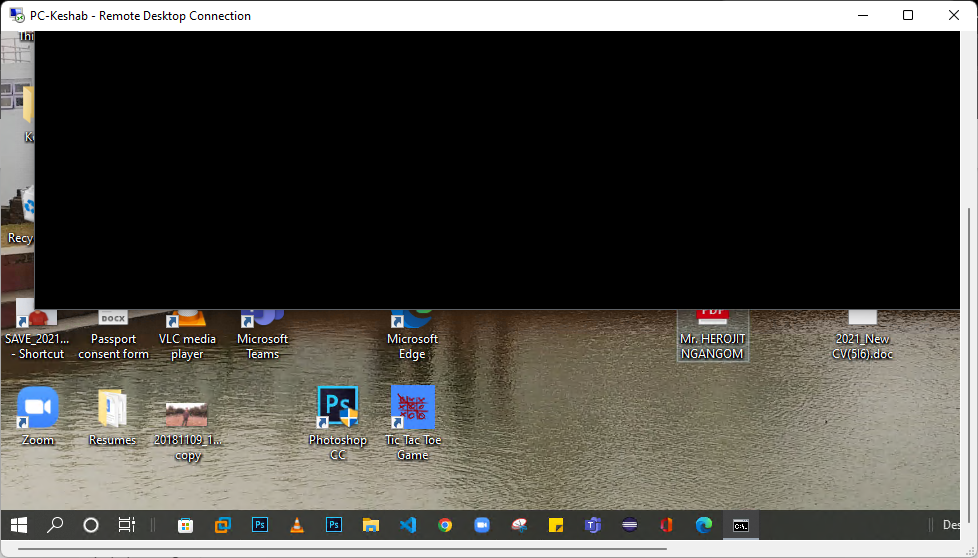 PC-Keshab - Remote Desktop Connection
SAVE_2021...
- Shortcut
Passport
consent form
DOCX
VLC media
player
Microsoft
Teams
Microsoft
Edge
PDF
Mr. HEROJIT
NGANGOM
2021_New
CV(5l6).doc
Zoom
Resumes
20181109_1...
copy
Ps
Photoshop
CC
Tic Tac Toe
Game
Recy
Ps
Ps
C:\.
Des